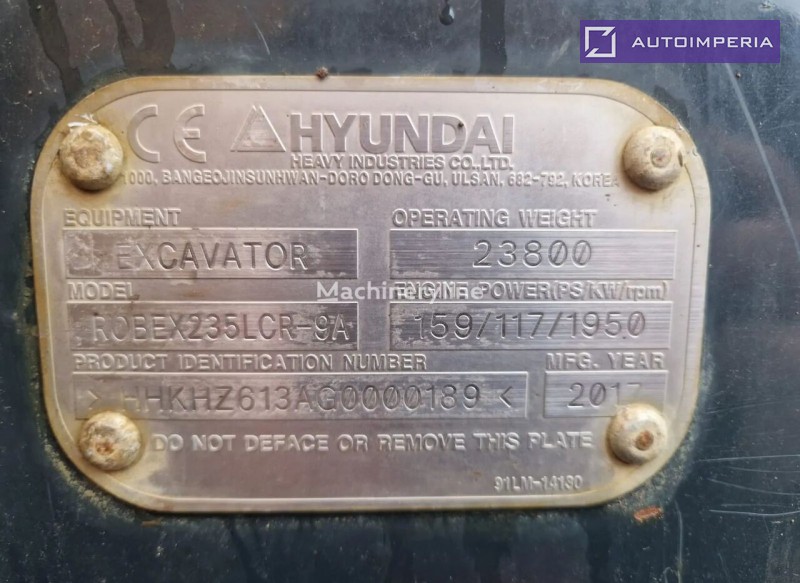 AUTOIMPERIA
CE HYUNDAI
HEAVY INDUSTRIES CO., LTD.
1000, BANGEOJINSUNHWAN-DORO DONG-GU, ULSAN, 682-792, KOREA
EQUIPMENT OPERATING WEIGHT
EXCAVATOR 23800
Machineryline
MODEL ENGINE POWER(PS/KW/rpm)
ROBEX235LCR-9A 159/117/1950
PRODUCT IDENTIFICATION NUMBER MFG. YEAR
> HHKHZ613AG0000189 < 2017
DO NOT DEFACE OR REMOVE THIS PLATE
91LM-14130